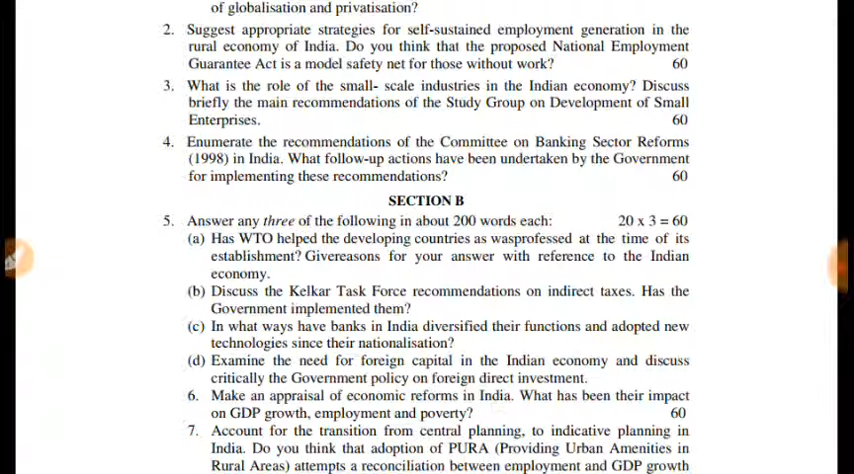 of globalisation and privatisation?
2. Suggest appropriate strategies for self-sustained employment generation in the
rural economy of India. Do you think that the proposed National Employment
Guarantee Act is a model safety net for those without work? 60
3. What is the role of the small- scale industries in the Indian economy? Discuss
briefly the main recommendations of the Study Group on Development of Small
Enterprises. 60
4. Enumerate the recommendations of the Committee on Banking Sector Reforms
(1998) in India. What follow-up actions have been undertaken by the Government
for implementing these recommendations? 60
SECTION B
5. Answer any three of the following in about 200 words each: 20 x 3 = 60
(a) Has WTO helped the developing countries as wasprofessed at the time of its
establishment? Givereasons for your answer with reference to the Indian
economy.
(b) Discuss the Kelkar Task Force recommendations on indirect taxes. Has the
Government implemented them?
(c) In what ways have banks in India diversified their functions and adopted new
technologies since their nationalisation?
(d) Examine the need for foreign capital in the Indian economy and discuss
critically the Government policy on foreign direct investment.
6. Make an appraisal of economic reforms in India. What has been their impact
on GDP growth, employment and poverty? 60
7. Account for the transition from central planning, to indicative planning in
India. Do you think that adoption of PURA (Providing Urban Amenities in
Rural Areas) attempts a reconciliation between employment and GDP growth